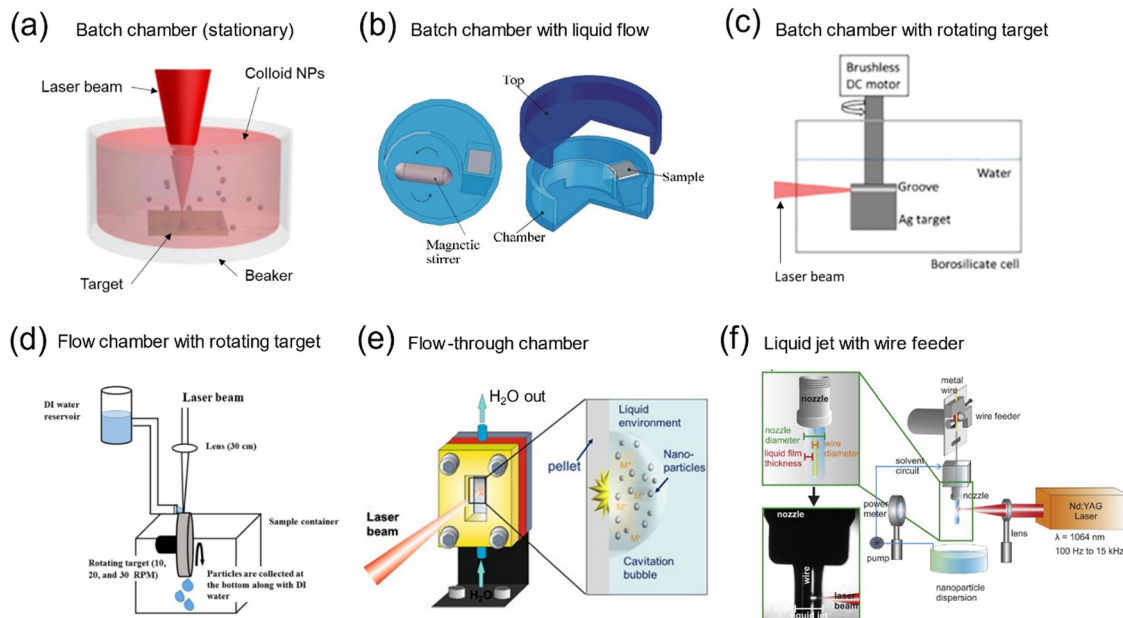 (a)
Batch chamber (stationary)
Laser beam
Colloid NPs
Target
Beaker
(b)
Batch chamber with liquid flow
Top
Sample
Chamber
Magnetic
stirrer
(c)
Batch chamber with rotating target
Brushless
DC motor
Water
Groove
Ag target
Laser beam
Borosilicate cell
(d)
Flow chamber with rotating target
DI water
reservoir
Laser beam
Lens (30 cm)
Sample container
Rotating target (10,
20, and 30 RPM)
Particles are collected
at the bottom along with DI
water
(e)
Flow-through chamber
H₂O out
Laser
beam
H₂O
pellet
Liquid
environment
Nano-
particles
M⁺
M⁺
M⁺
M⁺
Cavitation
bubble
(f)
Liquid jet with wire feeder
nozzle
nozzle
diameter
wire
diameter
liquid film
thickness
nozzle
wire
laser
beam
liquid jet
metal
wire
wire feeder
solvent
circuit
nozzle
power
meter
pump
lens
Nd:YAG
Laser
λ = 1064 nm
100 Hz to 15 kHz
nanoparticle
dispersion